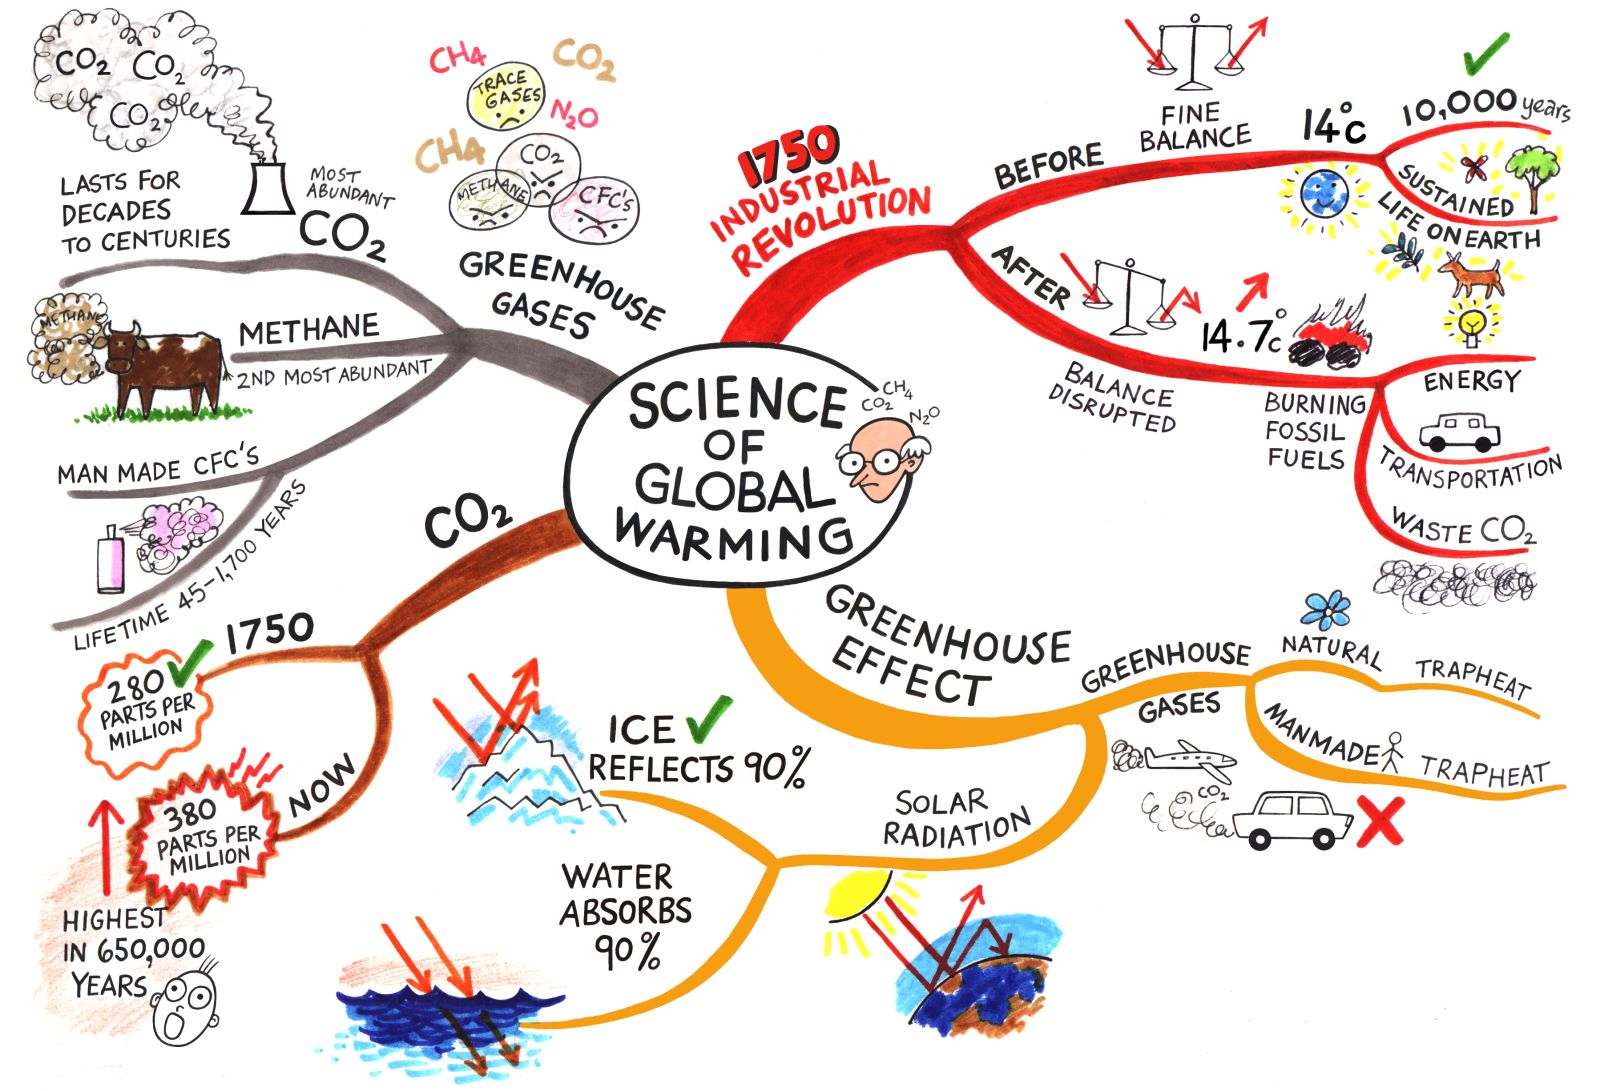 SCIENCE
OF
GLOBAL
WARMING
CH4
CO2
N2O
1750
INDUSTRIAL
REVOLUTION
BEFORE
FINE
BALANCE
14°C
10,000 years
SUSTAINED
LIFE ON EARTH
AFTER
BALANCE
DISRUPTED
14.7°C
BURNING
FOSSIL
FUELS
ENERGY
TRANSPORTATION
WASTE CO2
GREENHOUSE
EFFECT
GREENHOUSE
GASES
NATURAL
TRAPHEAT
MANMADE
TRAPHEAT
CO2
SOLAR
RADIATION
ICE
REFLECTS 90%
WATER
ABSORBS
90%
CO2
1750
280
PARTS PER
MILLION
NOW
380
PARTS PER
MILLION
HIGHEST
IN 650,000
YEARS
GREENHOUSE
GASES
CH4
CO2
TRACE
GASES
N2O
CH4
CO2
METHANE
CFC's
CO2
CO2
CO2
MOST
ABUNDANT
CO2
LASTS FOR
DECADES
TO CENTURIES
METHANE
METHANE
2ND MOST ABUNDANT
MAN MADE CFC's
LIFETIME 45-1,700 YEARS